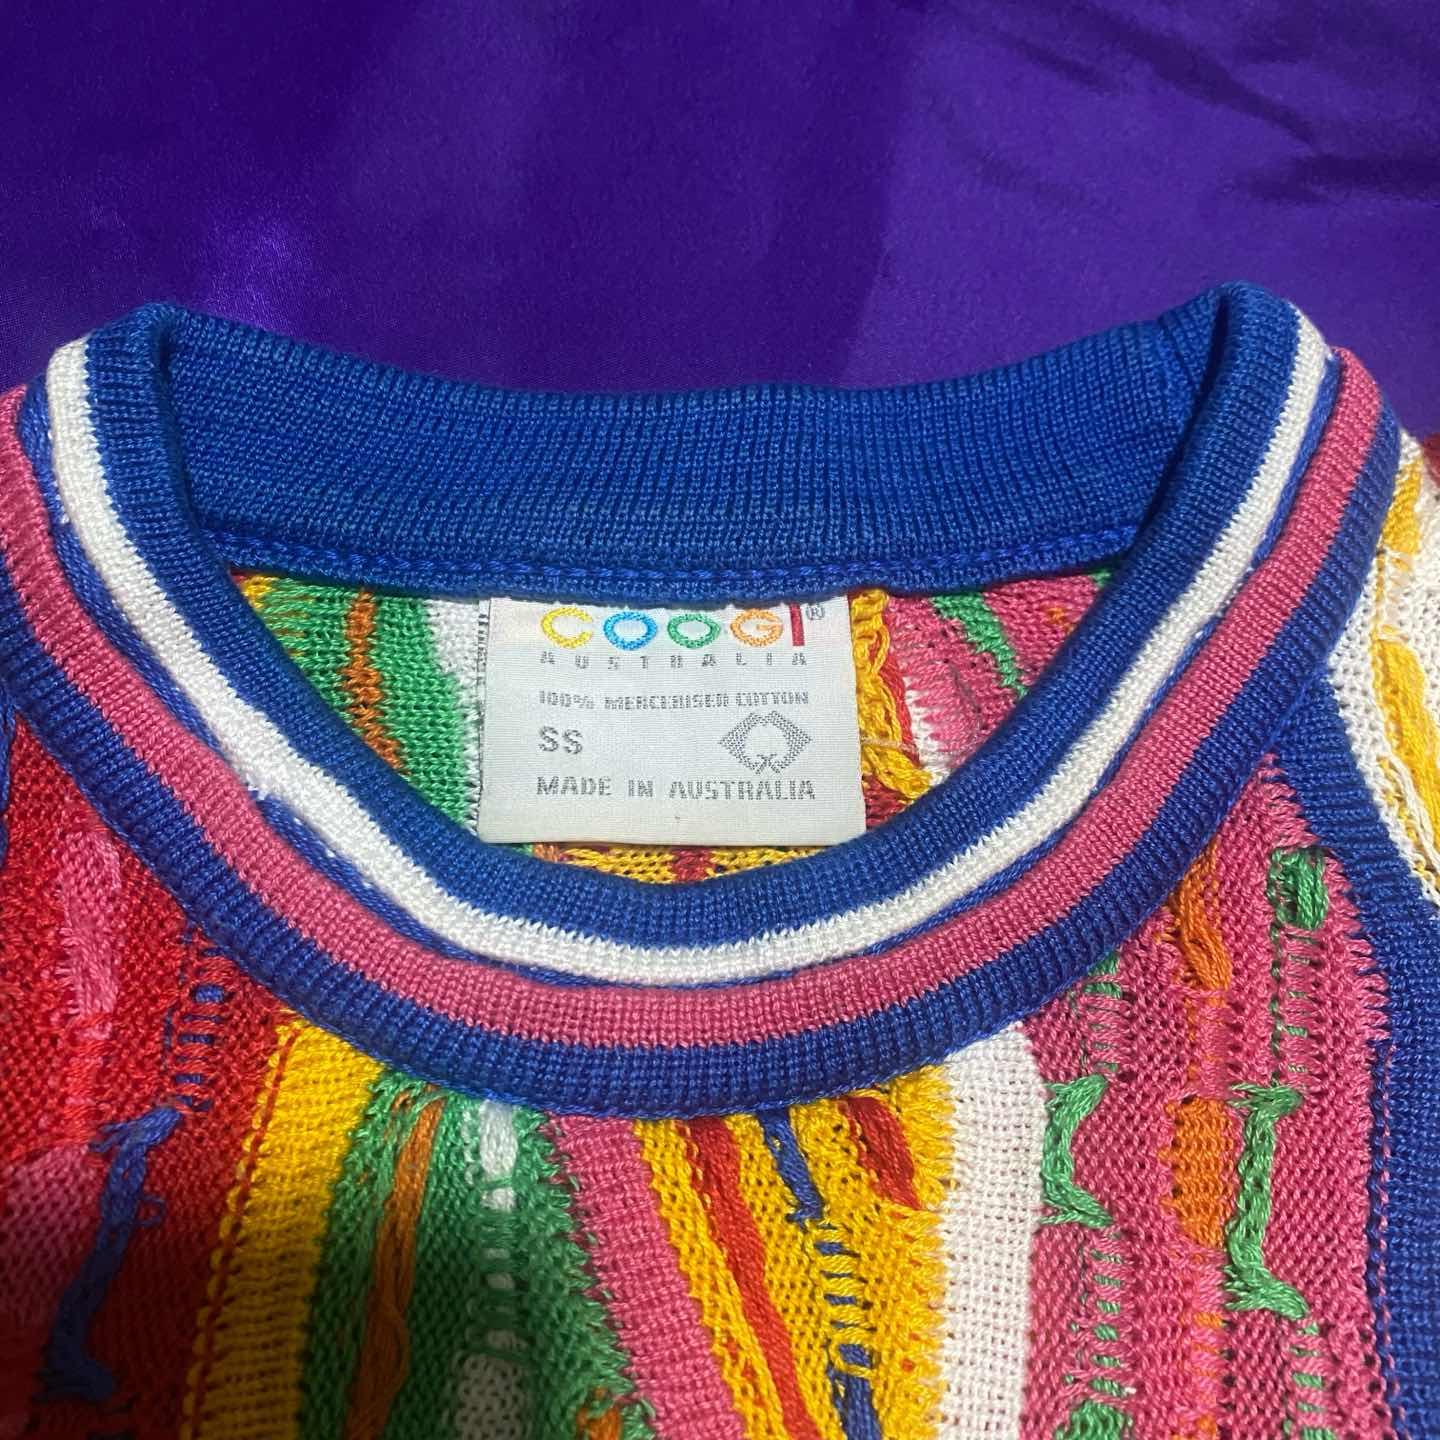 COOGI®
AUSTRALIA
100% MERCERISED COTTON
SS
MADE IN AUSTRALIA